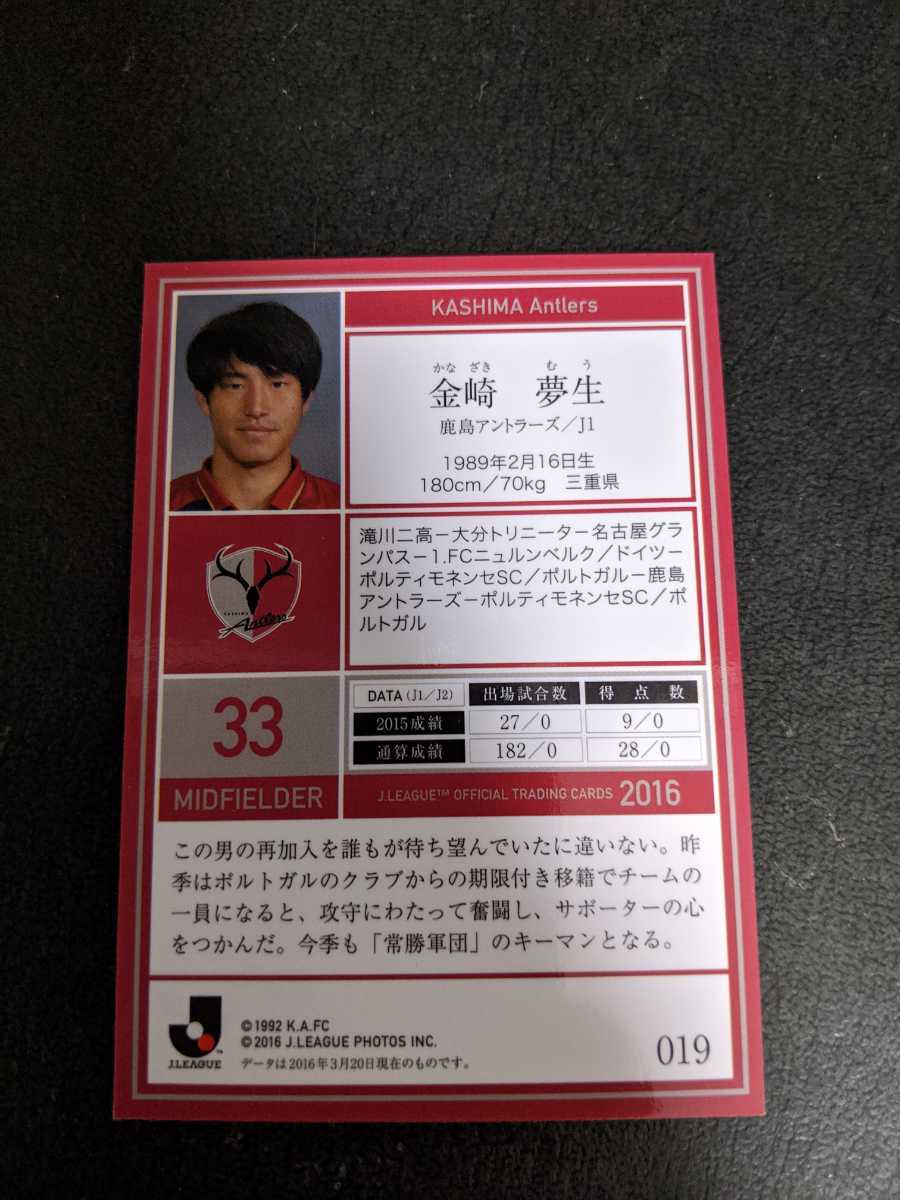 KASHIMA Antlers
かな ざき む う
金崎 夢生
鹿島アントラーズ／J1
1989年2月16日生
180cm／70kg 三重県
滝川二高－大分トリニーター名古屋グラ
ンパス－1.FCニュルンベルク／ドイツ－
ポルティモネンセSC／ポルトガル－鹿島
アントラーズ－ポルティモネンセSC／ポ
ルトガル
KASHIMA
Antlers
33
MIDFIELDER
DATA（J1／J2） 出場試合数 得点数
2015成績 27／0 9／0
通算成績 182／0 28／0
J.LEAGUE™ OFFICIAL TRADING CARDS 2016
この男の再加入を誰もが待ち望んでいたに違いない。昨
季はポルトガルのクラブからの期限付き移籍でチームの
一員になると、攻守にわたって奮闘し、サポーターの心
をつかんだ。今季も「常勝軍団」のキーマンとなる。
J.LEAGUE™
©1992 K.A.FC
©2016 J.LEAGUE PHOTOS INC.
データは2016年3月20日現在のものです。
019